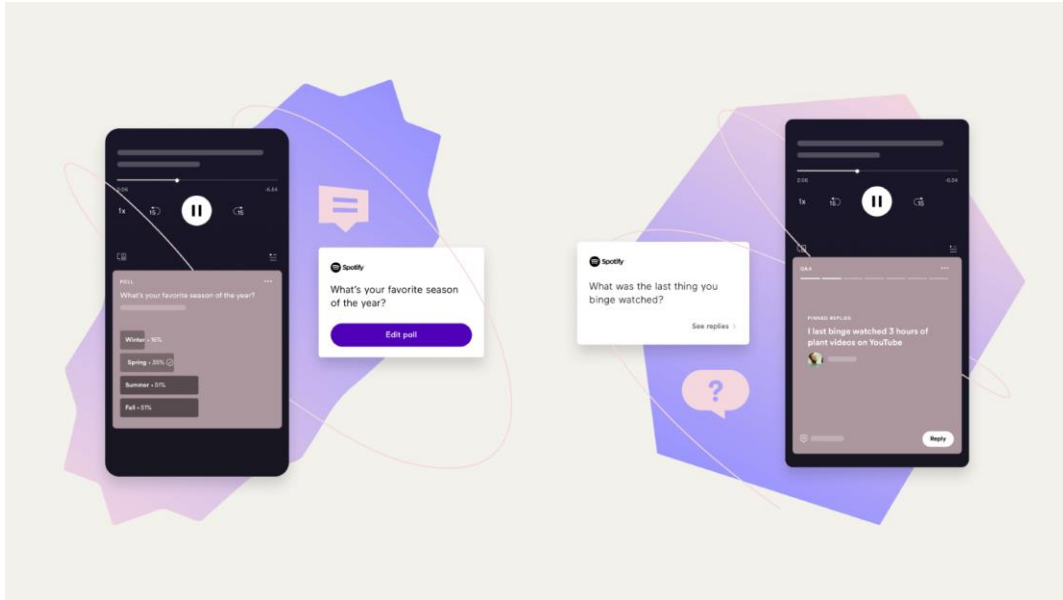 0:06
-6:34
1x
15
15
POLL
What's your favorite season of the year?
Winter • 16%
Spring • 35%
Summer • 51%
Fall • 51%
Spotify
What's your favorite season
of the year?
Edit poll
Spotify
What was the last thing you
binge watched?
See replies
?
0:06
-6:34
1x
15
15
Q&A
PINNED REPLIES
I last binge watched 3 hours of
plant videos on YouTube
Reply